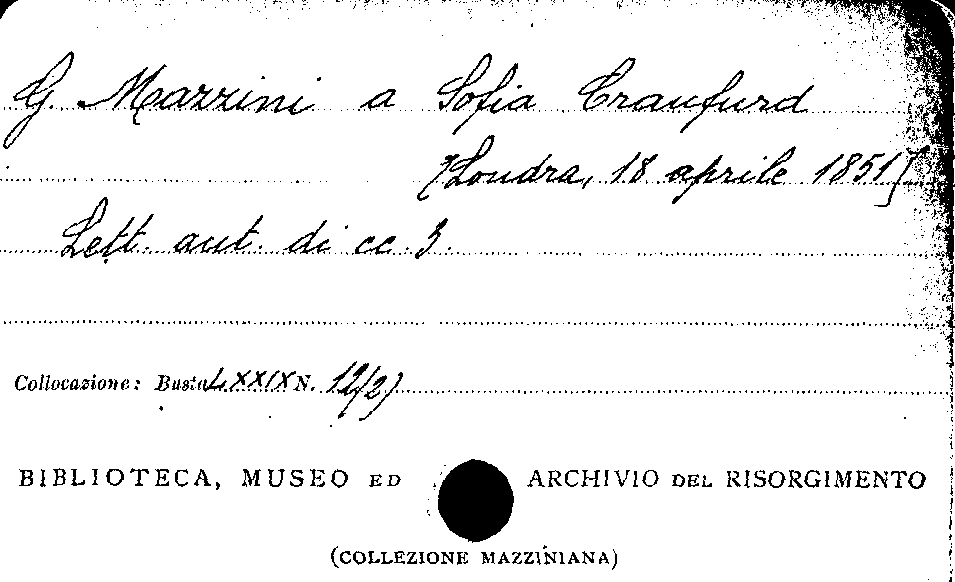 G. Mazzini a Sofia Craufurd
[Londra, 18 aprile 1851]
Lett. aut. di cc. 3.
Collocazione: Busta LXXIX N. 12/2)
BIBLIOTECA, MUSEO ED ARCHIVIO DEL RISORGIMENTO
(COLLEZIONE MAZZINIANA)